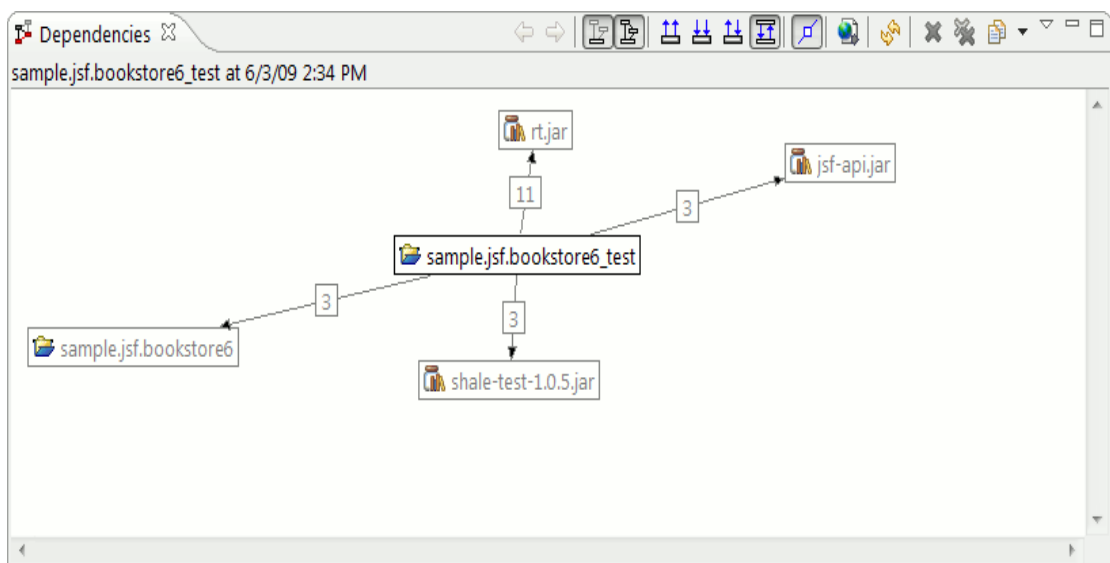 Dependencies
sample.jsf.bookstore6_test at 6/3/09 2:34 PM
rt.jar
jsf-api.jar
11
3
sample.jsf.bookstore6_test
3
3
sample.jsf.bookstore6
shale-test-1.0.5.jar